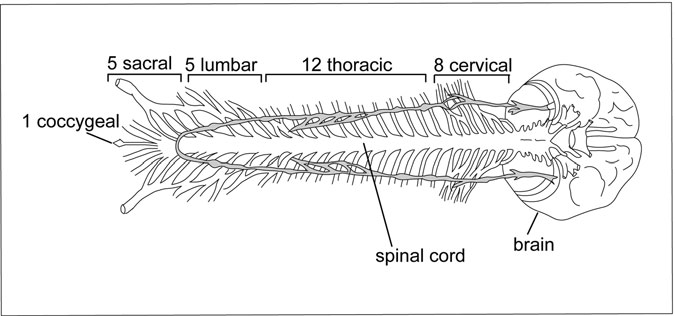 5 sacral
5 lumbar
12 thoracic
8 cervical
1 coccygeal
spinal cord
brain